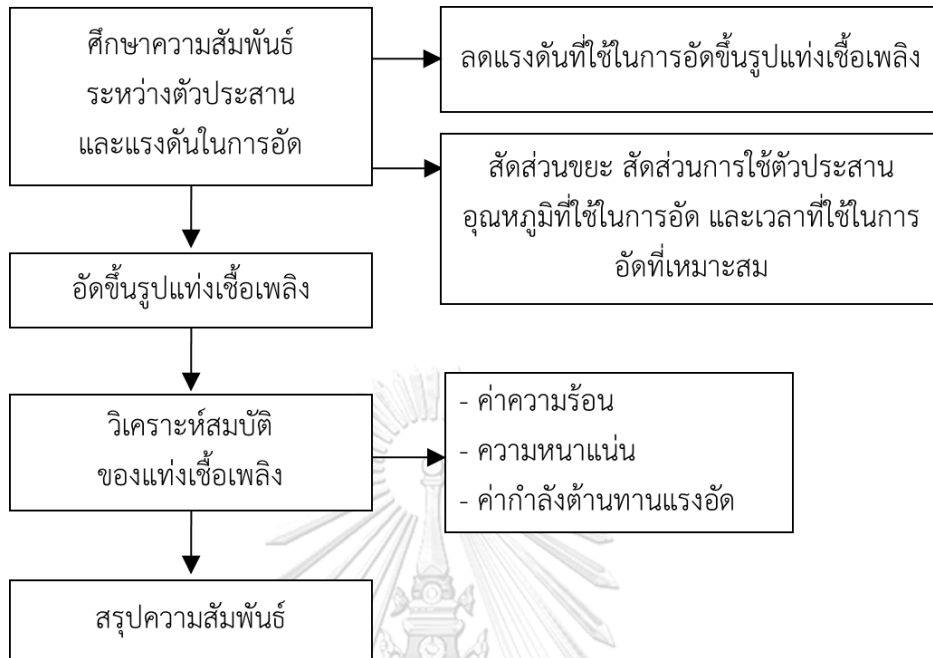 ศึกษาความสัมพันธ์
ระหว่างตัวประสาน
และแรงดันในการอัด
ลดแรงดันที่ใช้ในการอัดขึ้นรูปแท่งเชื้อเพลิง
สัดส่วนขยะ สัดส่วนการใช้ตัวประสาน
อุณหภูมิที่ใช้ในการอัด และเวลาที่ใช้ในการ
อัดที่เหมาะสม
อัดขึ้นรูปแท่งเชื้อเพลิง
วิเคราะห์สมบัติ
ของแท่งเชื้อเพลิง
- ค่าความร้อน
- ความหนาแน่น
- ค่ากำลังต้านทานแรงอัด
สรุปความสัมพันธ์